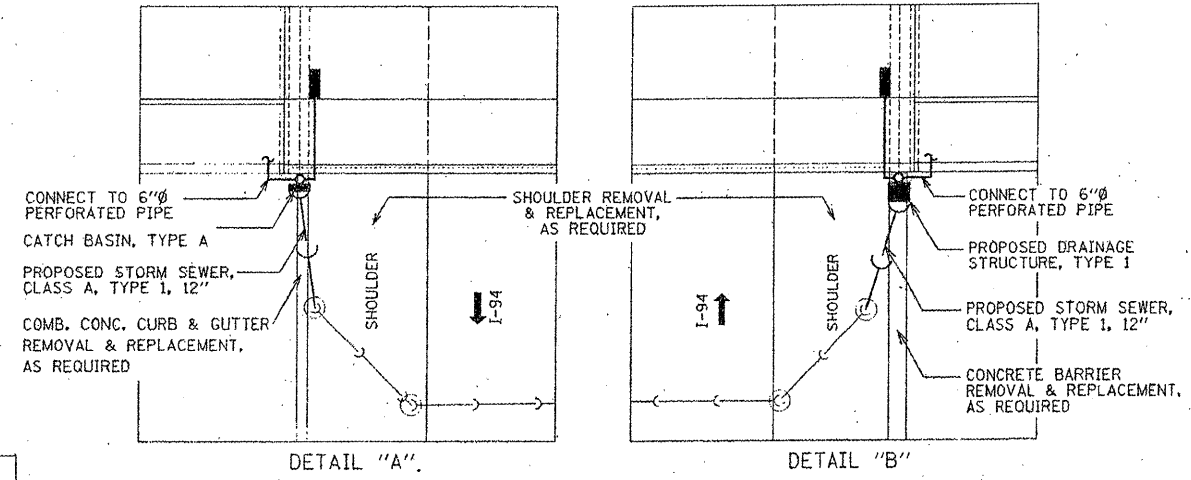 CONNECT TO 6"Ø
PERFORATED PIPE
CATCH BASIN, TYPE A
PROPOSED STORM SEWER,
CLASS A, TYPE 1, 12"
COMB. CONC. CURB & GUTTER
REMOVAL & REPLACEMENT,
AS REQUIRED
SHOULDER
I-94
DETAIL "A".
SHOULDER REMOVAL
& REPLACEMENT,
AS REQUIRED
I-94
SHOULDER
CONNECT TO 6"Ø
PERFORATED PIPE
PROPOSED DRAINAGE
STRUCTURE, TYPE 1
PROPOSED STORM SEWER,
CLASS A, TYPE 1, 12"
CONCRETE BARRIER
REMOVAL & REPLACEMENT,
AS REQUIRED
DETAIL "B"